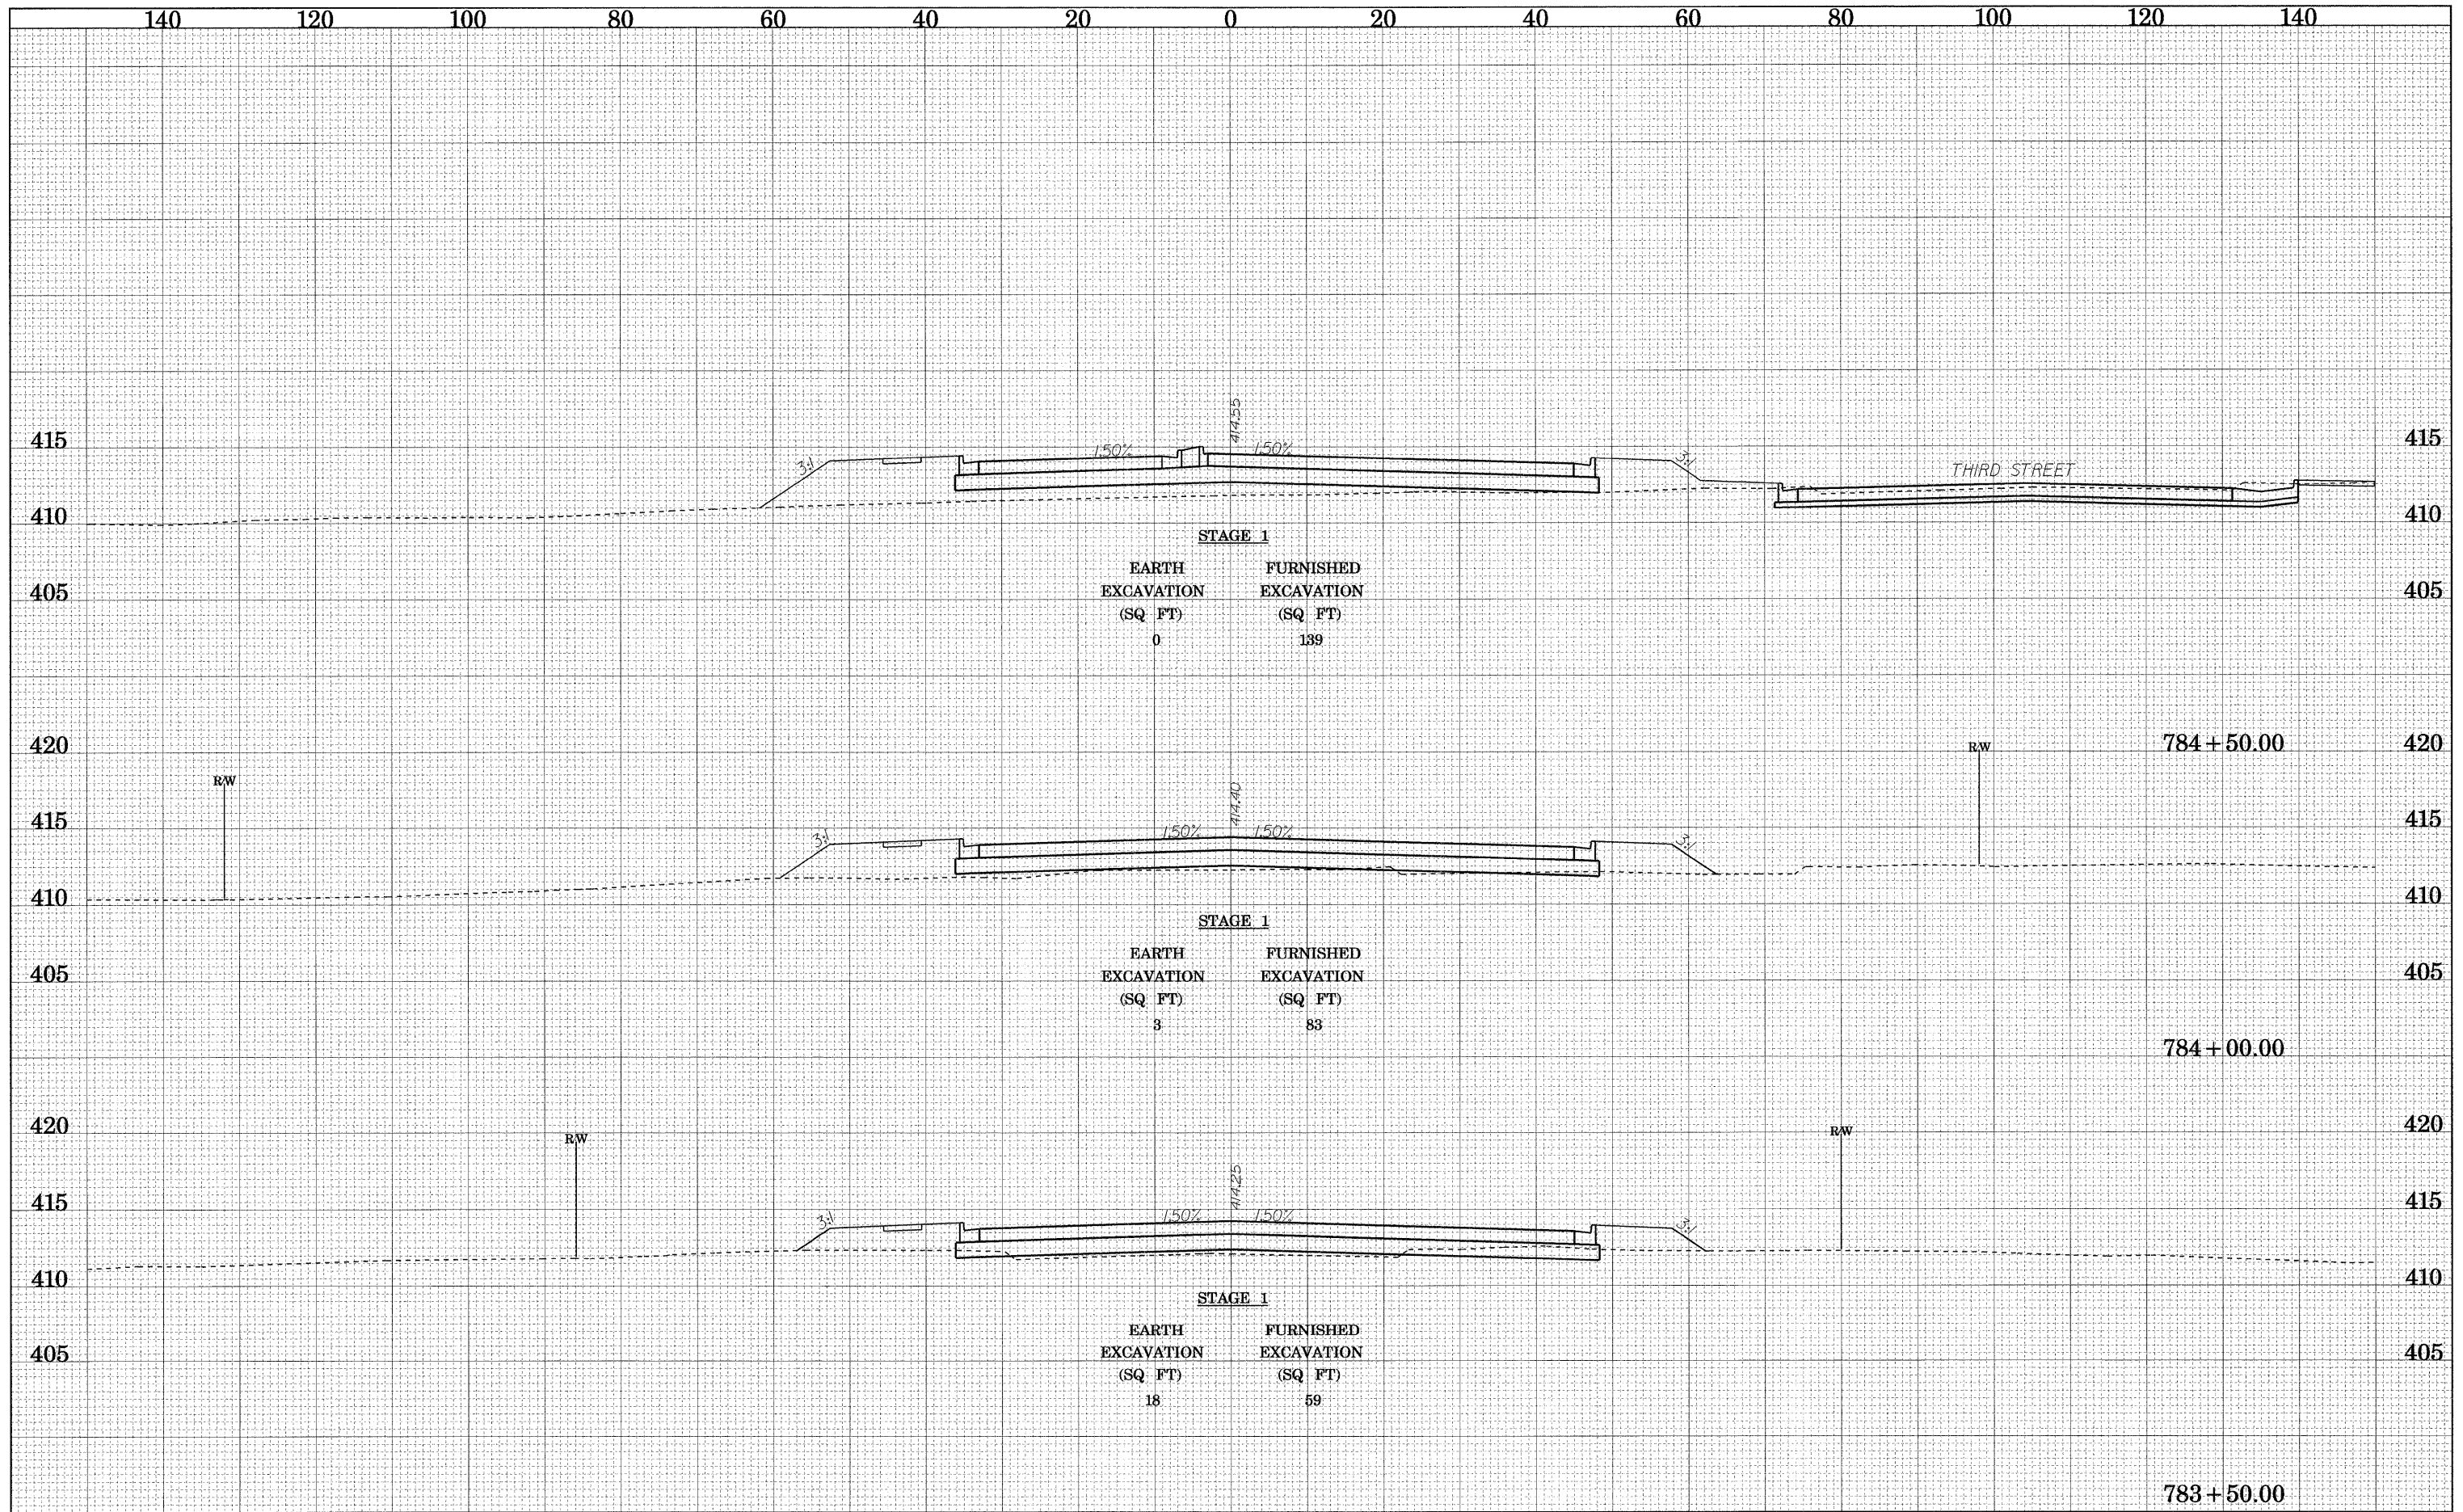 140 120 100 80 60 40 20 0 20 40 60 80 100 120 140
414.55
415 1.50% 1.50% 415
3:1 3:1
THIRD STREET
410 410
STAGE 1
EARTH FURNISHED
405 EXCAVATION EXCAVATION 405
(SQ FT) (SQ FT)
0 139
420 R/W 784+50.00 420
R/W
414.40
415 3:1 1.50% 1.50% 3:1 415
410 410
STAGE 1
EARTH FURNISHED
405 EXCAVATION EXCAVATION 405
(SQ FT) (SQ FT)
3 83
784+00.00
420 420
R/W R/W
414.25
415 415
3:1 1.50% 1.50% 3:1
410 410
STAGE 1
EARTH FURNISHED
405 EXCAVATION EXCAVATION 405
(SQ FT) (SQ FT)
18 59
783+50.00